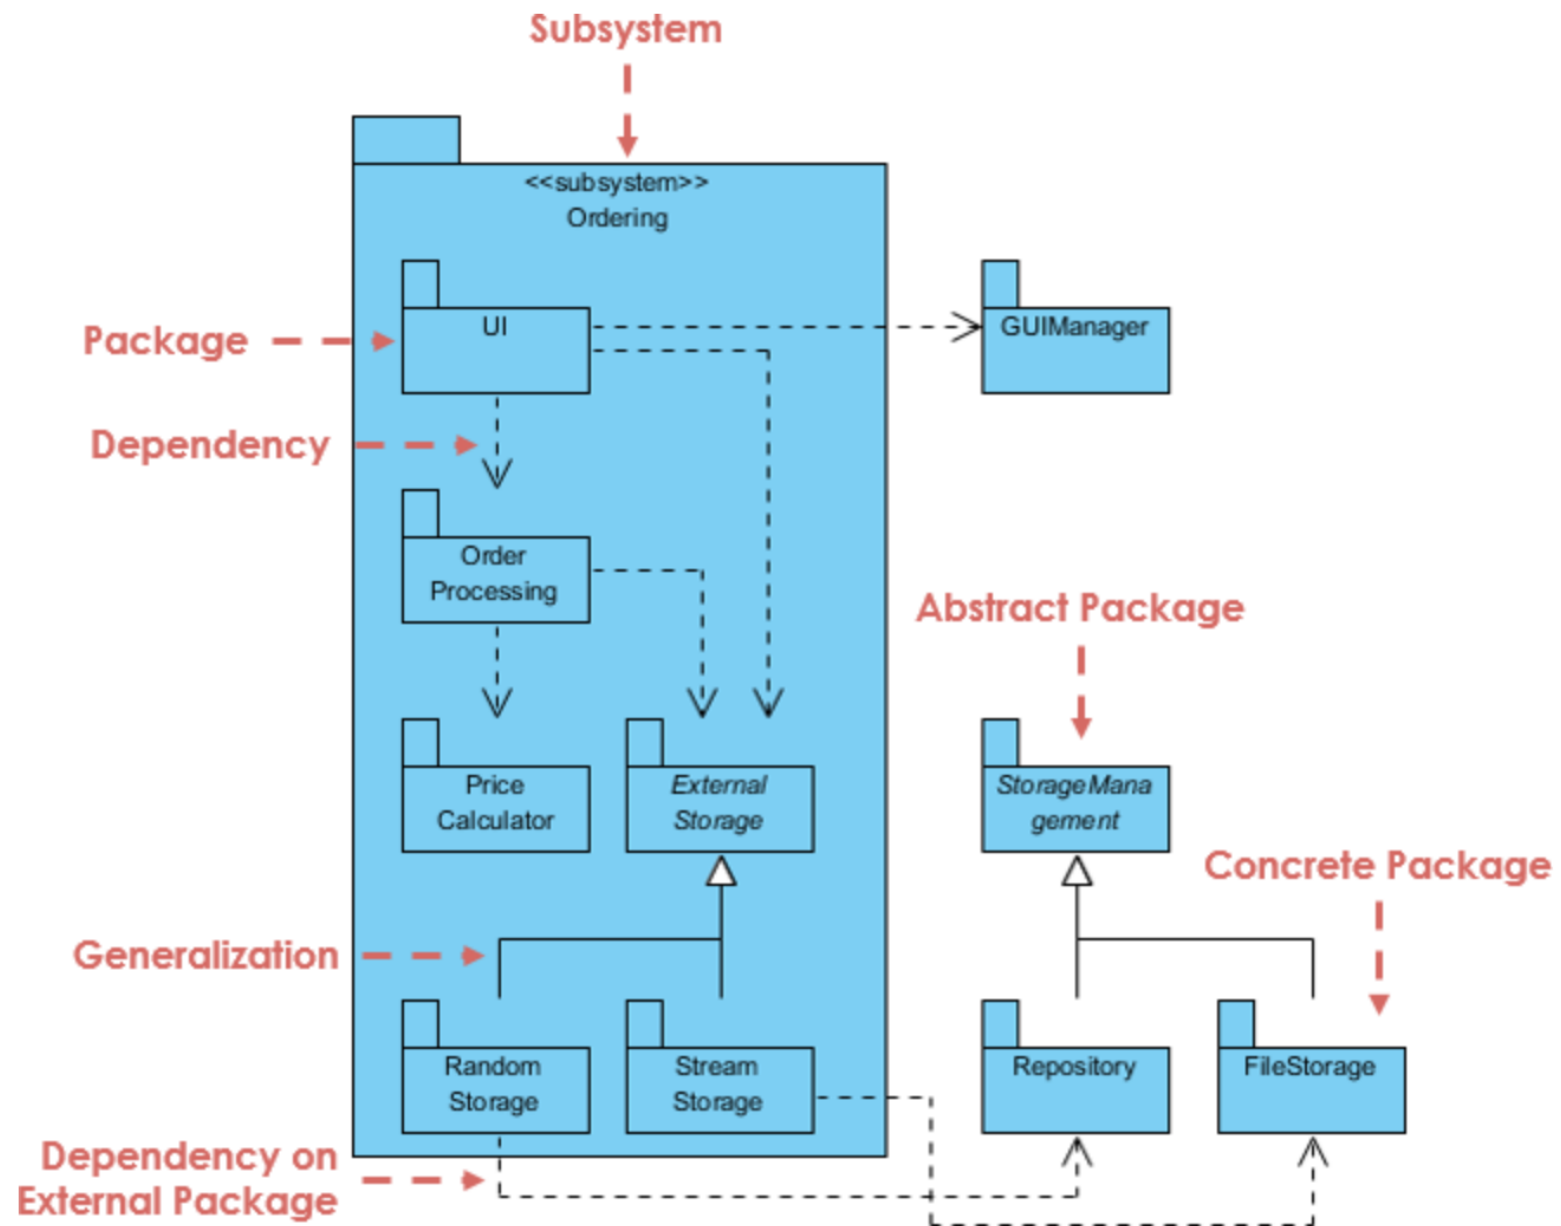 Subsystem
<<subsystem>>
Ordering
Package
UI
GUIManager
Dependency
Order
Processing
Abstract Package
Price
Calculator
External
Storage
StorageMana
gement
Concrete Package
Generalization
Random
Storage
Stream
Storage
Repository
FileStorage
Dependency on
External Package